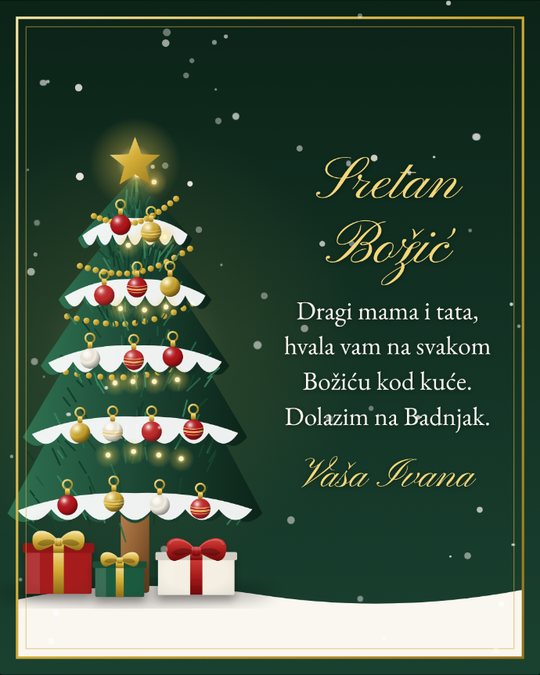 Sretan
Božić
Dragi mama i tata,
hvala vam na svakom
Božiću kod kuće.
Dolazim na Badnjak.
Vaša Ivana